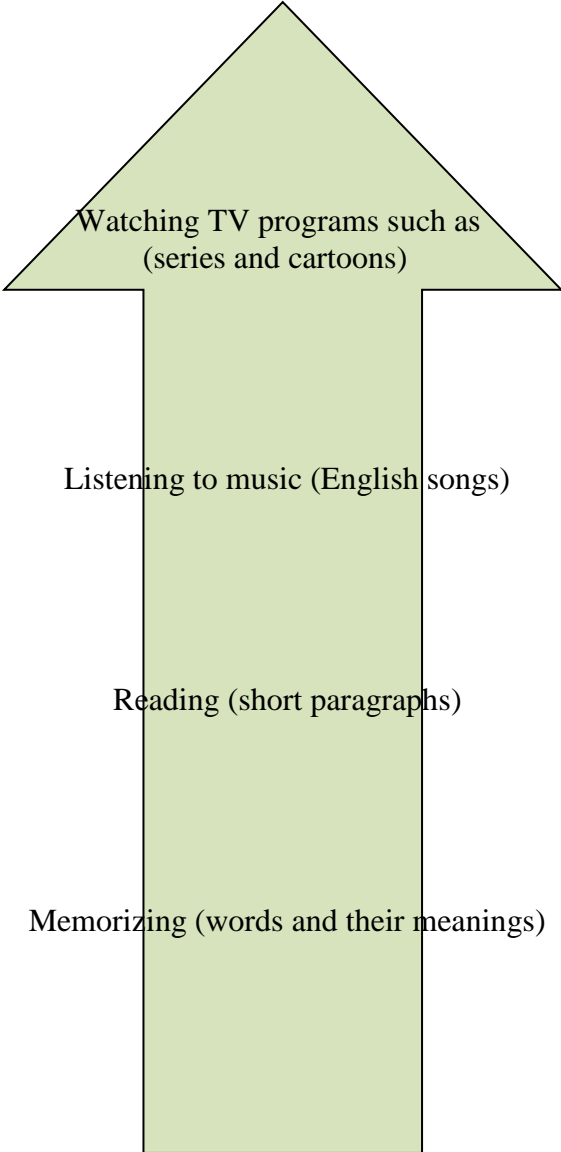 Watching TV programs such as
(series and cartoons)
Listening to music (English songs)
Reading (short paragraphs)
Memorizing (words and their meanings)